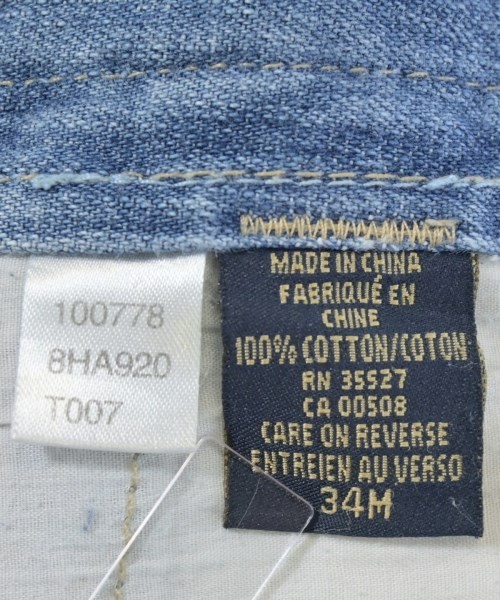 100778
8HA920
T007
MADE IN CHINA
FABRIQUÉ EN
CHINE
100% COTTON/COTON
RN 35527
CA 00508
CARE ON REVERSE
ENTREIEN AU VERSO
34M